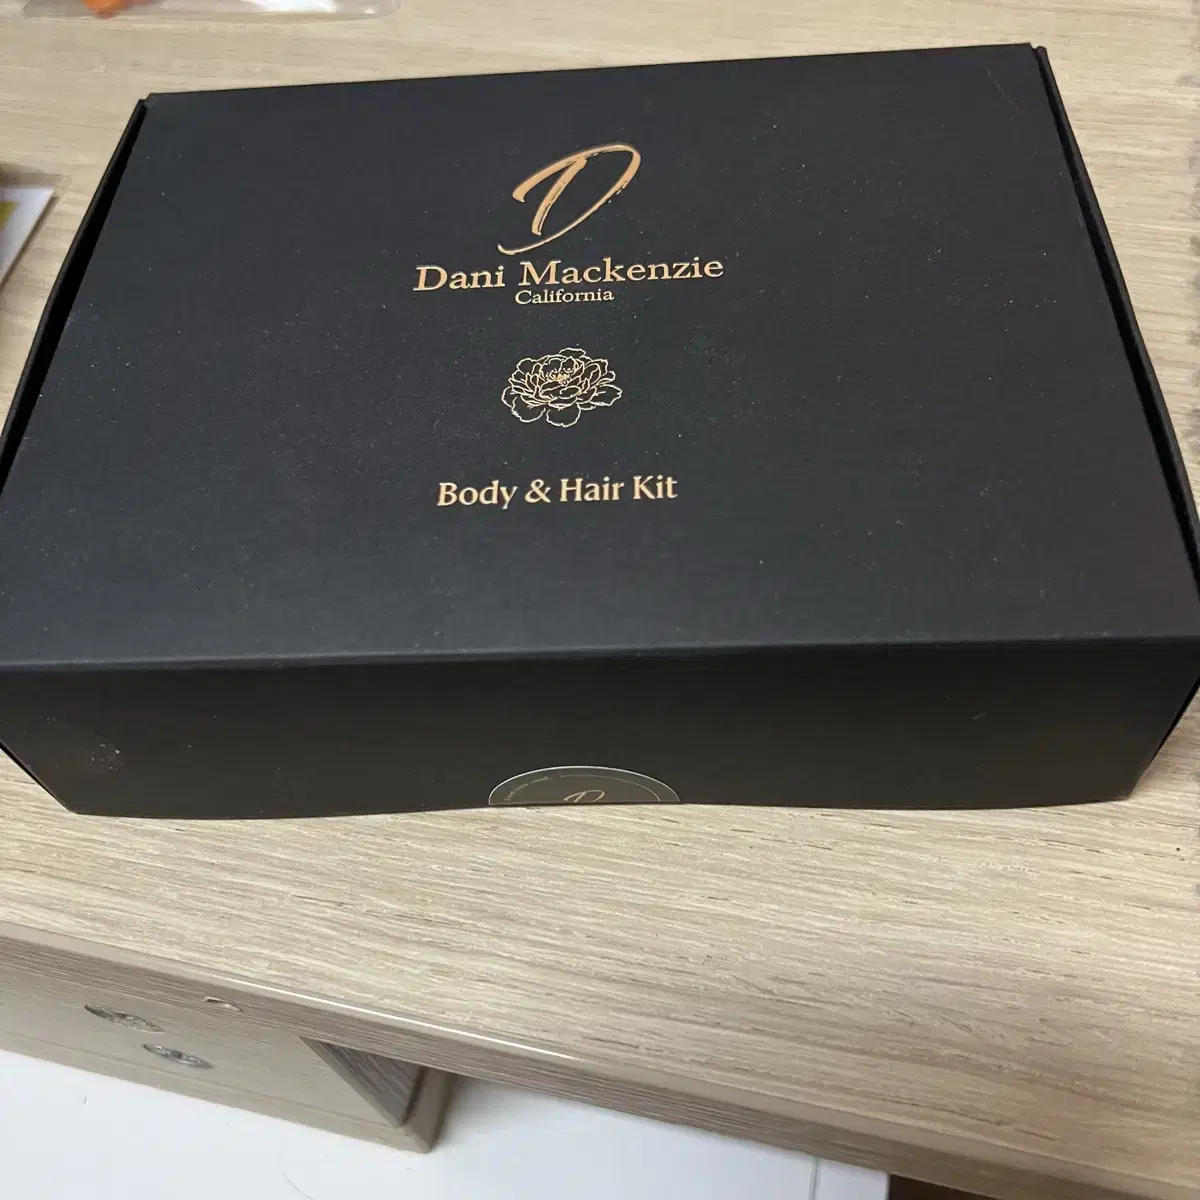 D
Dani Mackenzie
California
Body & Hair Kit
D